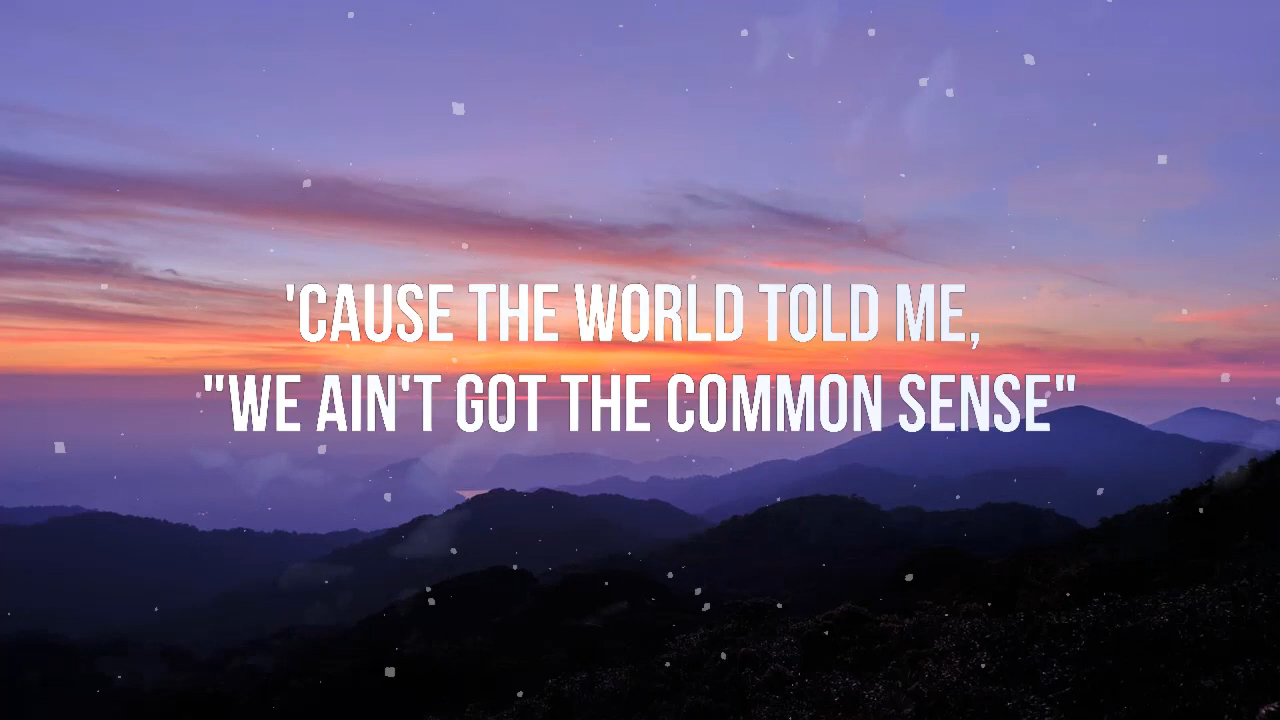 'CAUSE THE WORLD TOLD ME,
"WE AIN'T GOT THE COMMON SENSE"